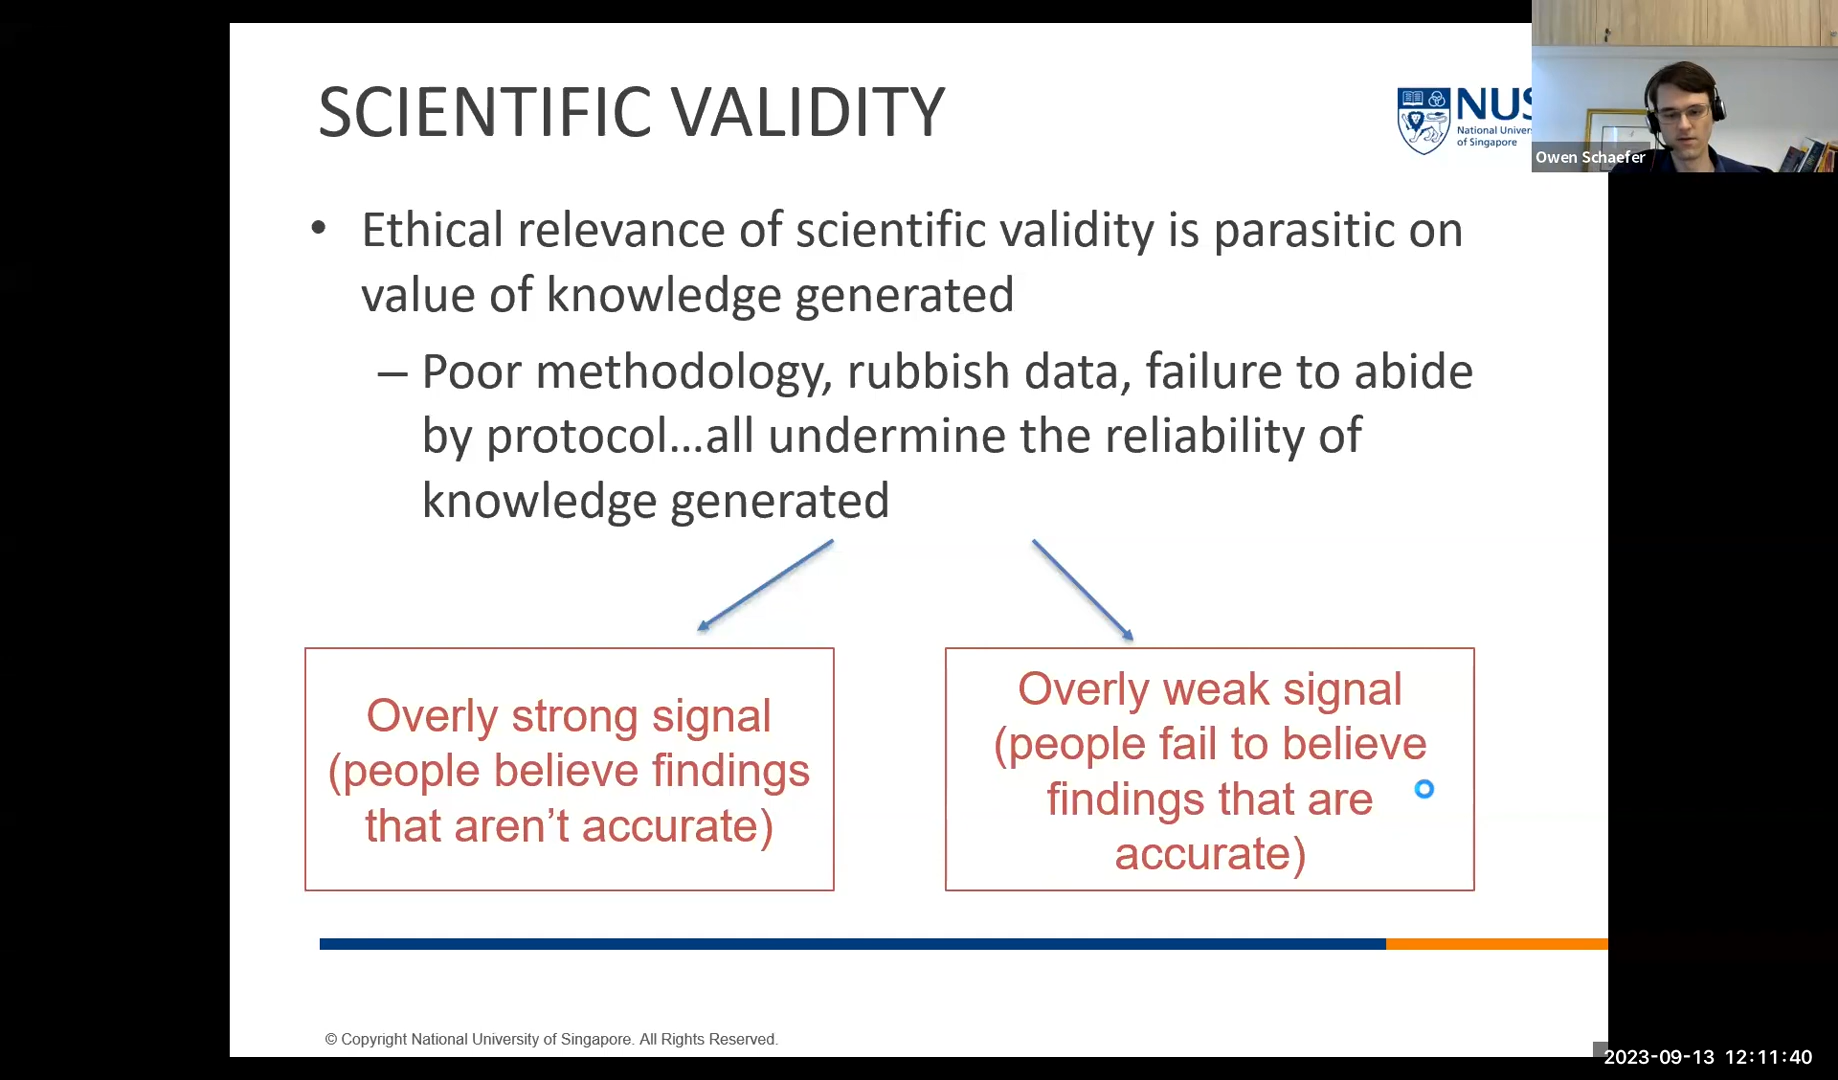 SCIENTIFIC VALIDITY
NUS
National Univer
of Singapore
Owen Schaefer
• Ethical relevance of scientific validity is parasitic on
value of knowledge generated
– Poor methodology, rubbish data, failure to abide
by protocol...all undermine the reliability of
knowledge generated
Overly strong signal
(people believe findings
that aren’t accurate)
Overly weak signal
(people fail to believe
findings that are
accurate)
© Copyright National University of Singapore. All Rights Reserved.
2023-09-13 12:11:40